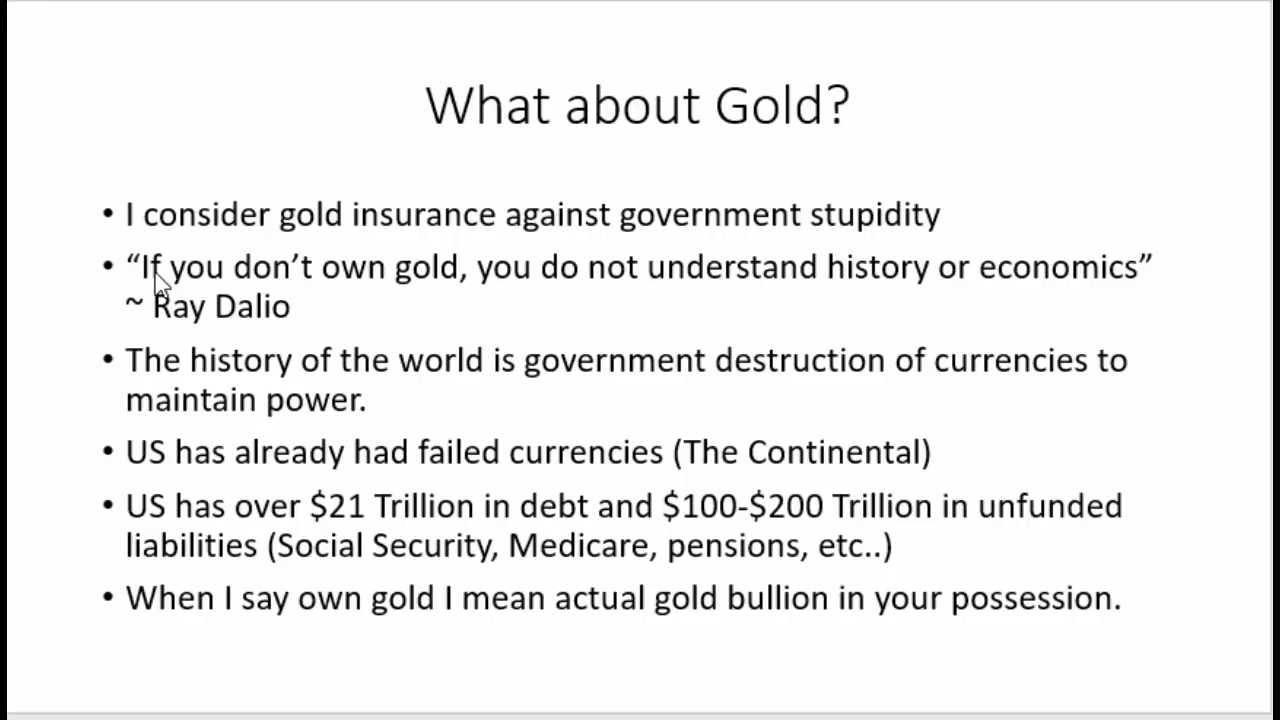 What about Gold?
• I consider gold insurance against government stupidity
• “If you don’t own gold, you do not understand history or economics”
~ Ray Dalio
• The history of the world is government destruction of currencies to
maintain power.
• US has already had failed currencies (The Continental)
• US has over $21 Trillion in debt and $100-$200 Trillion in unfunded
liabilities (Social Security, Medicare, pensions, etc..)
• When I say own gold I mean actual gold bullion in your possession.